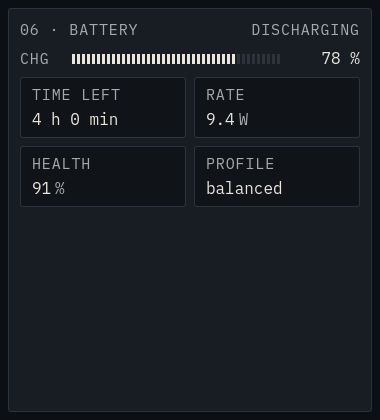 06 · BATTERY DISCHARGING
CHG 78 %
TIME LEFT RATE
4 h 0 min 9.4 W
HEALTH PROFILE
91 % balanced